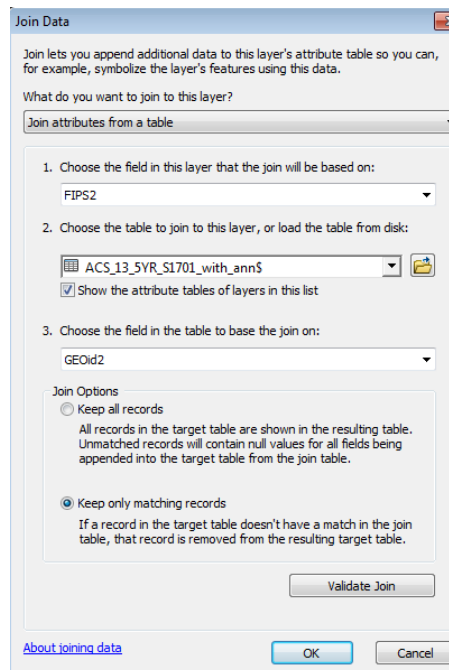 Join Data
Join lets you append additional data to this layer's attribute table so you can,
for example, symbolize the layer's features using this data.
What do you want to join to this layer?
Join attributes from a table
1. Choose the field in this layer that the join will be based on:
FIPS2
2. Choose the table to join to this layer, or load the table from disk:
ACS_13_5YR_S1701_with_ann$
Show the attribute tables of layers in this list
3. Choose the field in the table to base the join on:
GEOid2
Join Options
Keep all records
All records in the target table are shown in the resulting table.
Unmatched records will contain null values for all fields being
appended into the target table from the join table.
Keep only matching records
If a record in the target table doesn't have a match in the join
table, that record is removed from the resulting target table.
Validate Join
About joining data
OK
Cancel